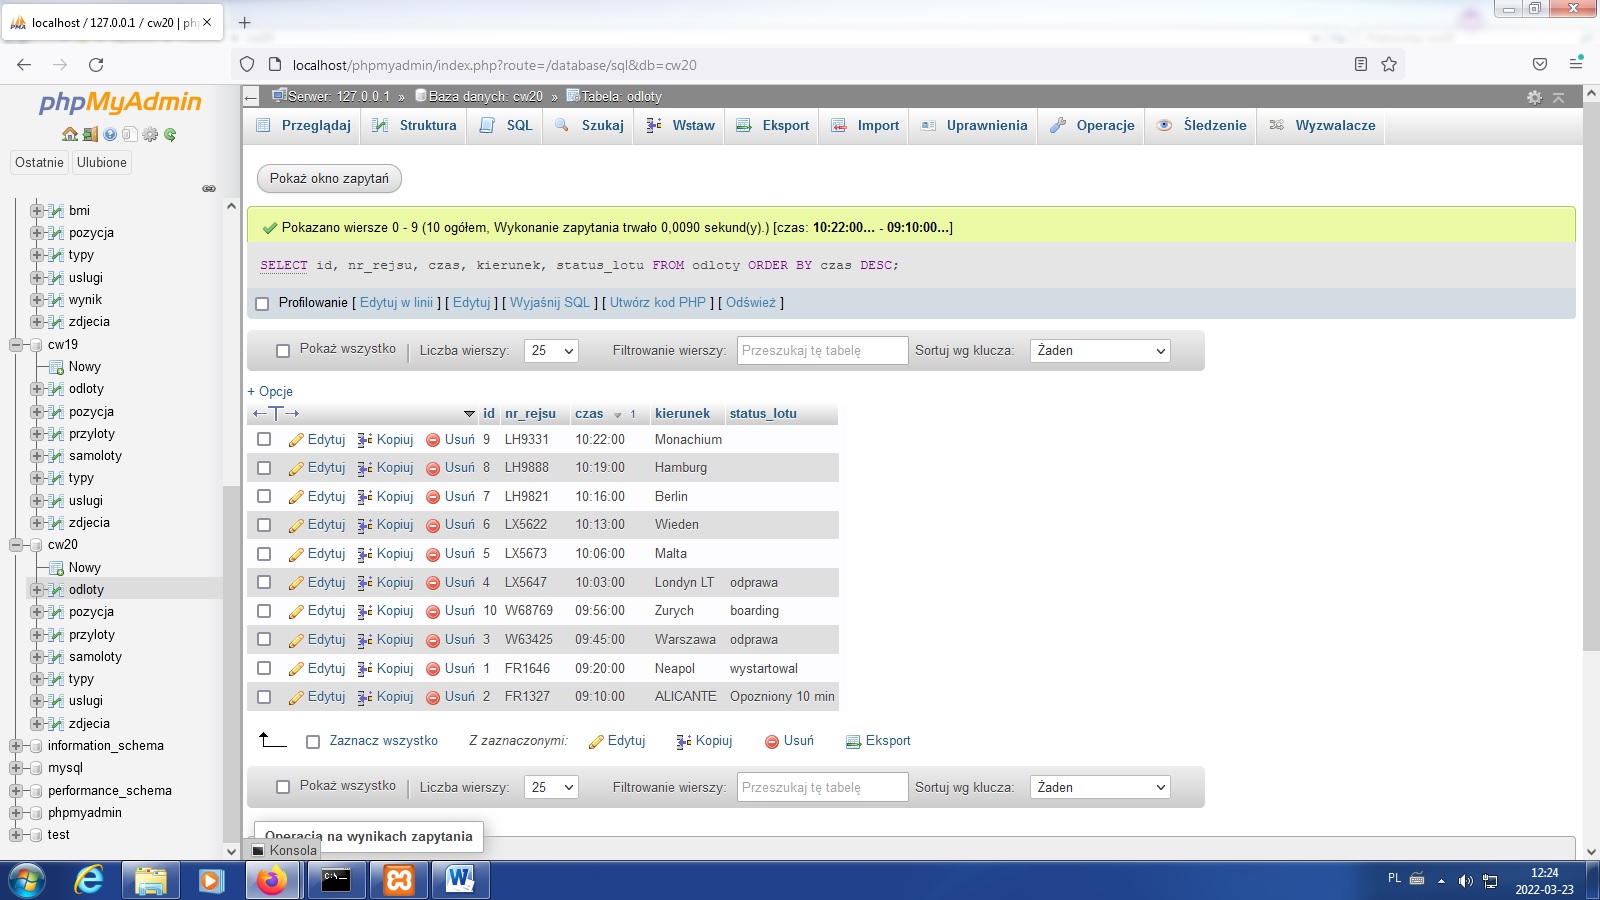 localhost / 127.0.0.1 / cw20 | ph
localhost/phpmyadmin/index.php?route=/database/sql&db=cw20
phpMyAdmin
Ostatnie Ulubione
bmi
pozycja
typy
uslugi
wynik
zdjecia
cw19
Nowy
odloty
pozycja
przyloty
samoloty
typy
uslugi
zdjecia
cw20
Nowy
odloty
pozycja
przyloty
samoloty
typy
uslugi
zdjecia
information_schema
mysql
performance_schema
phpmyadmin
test
Serwer: 127.0.0.1 » Baza danych: cw20 » Tabela: odloty
Przeglądaj Struktura SQL Szukaj Wstaw Eksport Import Uprawnienia Operacje Śledzenie Wyzwalacze
Pokaż okno zapytań
Pokazano wiersze 0 - 9 (10 ogółem, Wykonanie zapytania trwało 0,0090 sekund(y).) [czas: 10:22:00... - 09:10:00...]
SELECT id, nr_rejsu, czas, kierunek, status_lotu FROM odloty ORDER BY czas DESC;
Profilowanie [ Edytuj w linii ] [ Edytuj ] [ Wyjaśnij SQL ] [ Utwórz kod PHP ] [ Odśwież ]
Pokaż wszystko | Liczba wierszy: 25 Filtrowanie wierszy: Przeszukaj tę tabelę Sortuj wg klucza: Żaden
+ Opcje
←T→ id nr_rejsu czas 1 kierunek status_lotu
Edytuj Kopiuj Usuń 9 LH9331 10:22:00 Monachium
Edytuj Kopiuj Usuń 8 LH9888 10:19:00 Hamburg
Edytuj Kopiuj Usuń 7 LH9821 10:16:00 Berlin
Edytuj Kopiuj Usuń 6 LX5622 10:13:00 Wieden
Edytuj Kopiuj Usuń 5 LX5673 10:06:00 Malta
Edytuj Kopiuj Usuń 4 LX5647 10:03:00 Londyn LT odprawa
Edytuj Kopiuj Usuń 10 W68769 09:56:00 Zurych boarding
Edytuj Kopiuj Usuń 3 W63425 09:45:00 Warszawa odprawa
Edytuj Kopiuj Usuń 1 FR1646 09:20:00 Neapol wystartowal
Edytuj Kopiuj Usuń 2 FR1327 09:10:00 ALICANTE Opozniony 10 min
Zaznacz wszystko Z zaznaczonymi: Edytuj Kopiuj Usuń Eksport
Pokaż wszystko | Liczba wierszy: 25 Filtrowanie wierszy: Przeszukaj tę tabelę Sortuj wg klucza: Żaden
Operacja na wynikach zapytania
Konsola
PL 12:24
2022-03-23